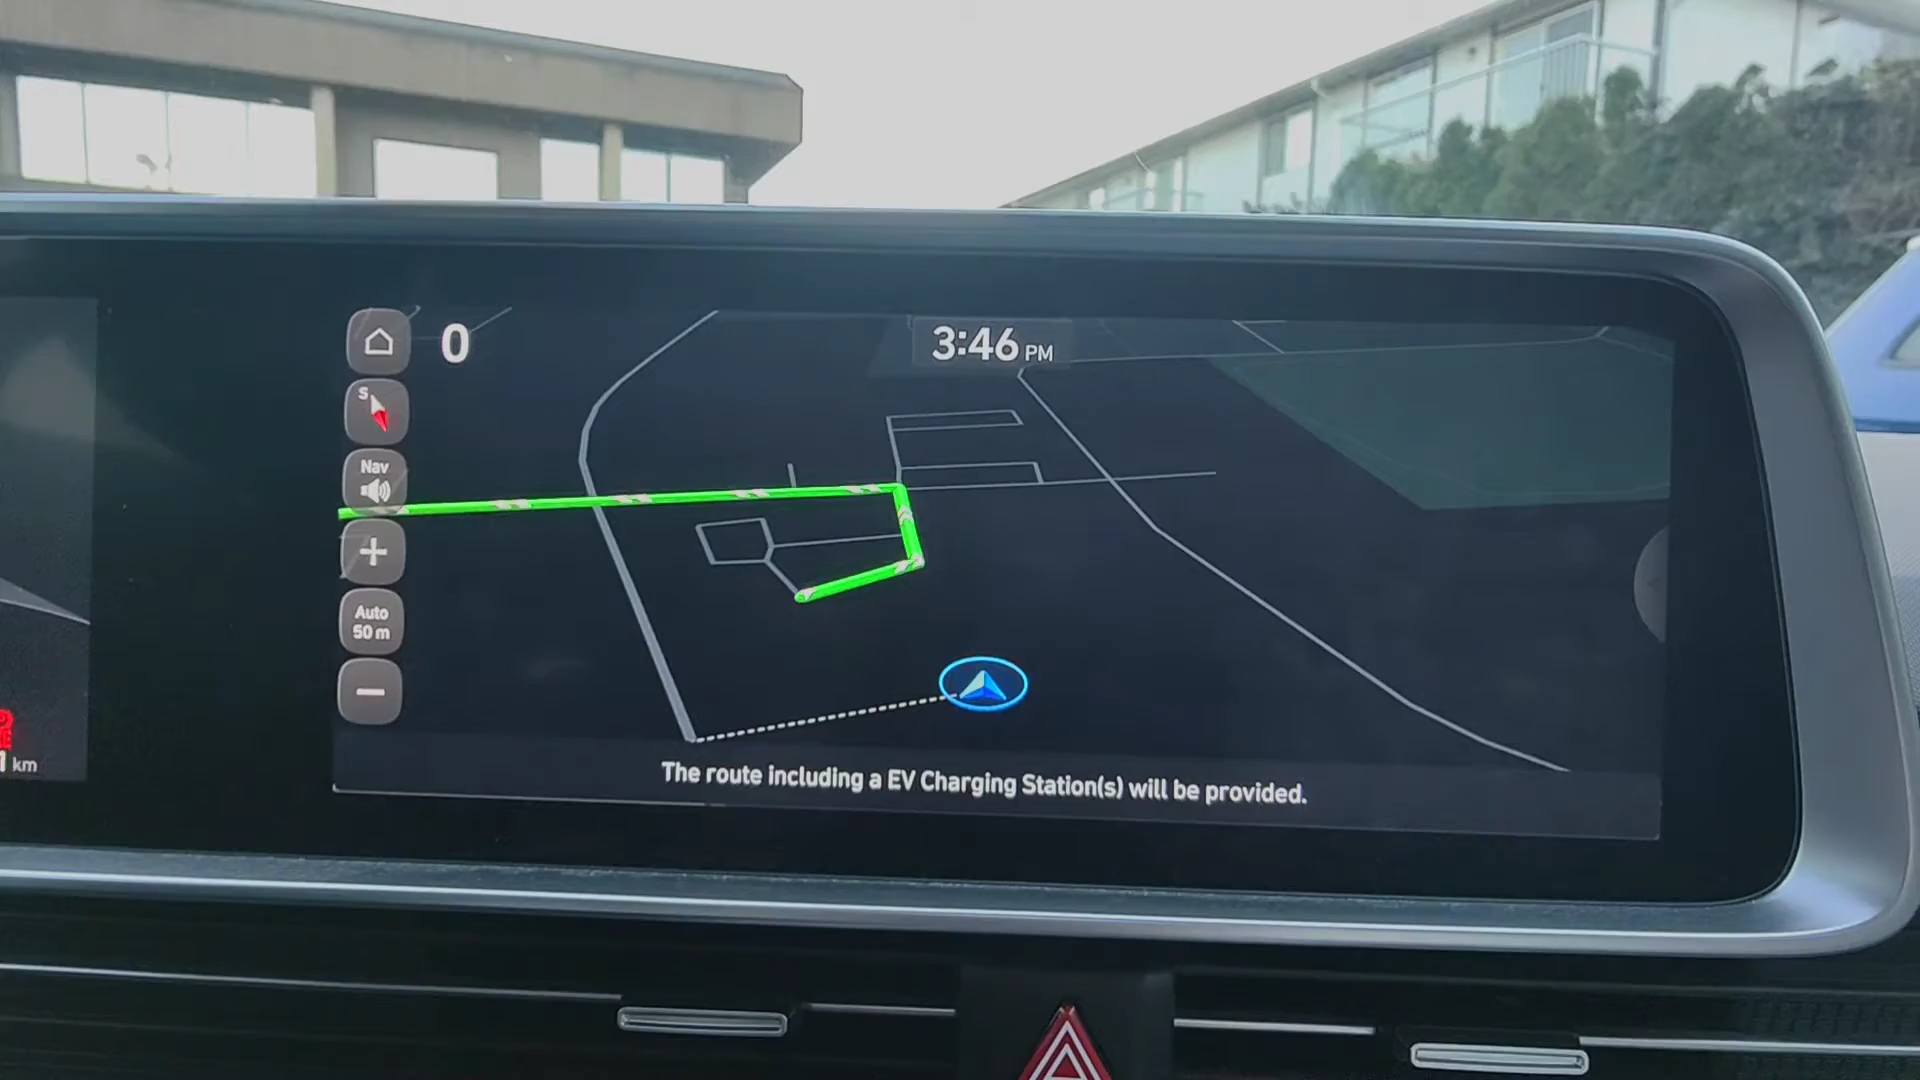 0
3:46 PM
S
Nav
Auto
50 m
km
The route including a EV Charging Station(s) will be provided.